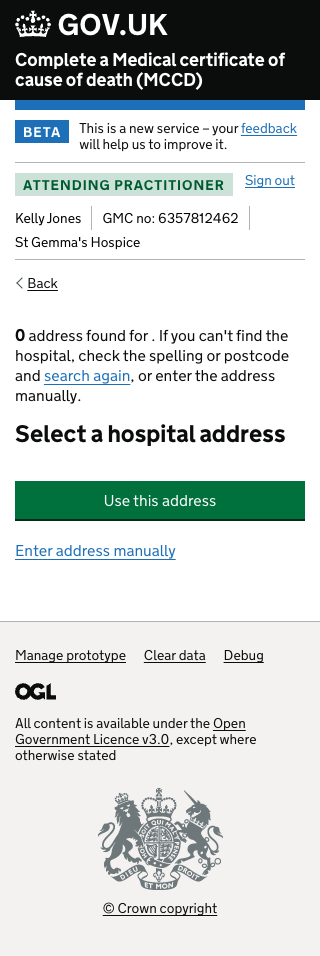 GOV.UK
Complete a Medical certificate of
cause of death (MCCD)
BETA
This is a new service – your feedback
will help us to improve it.
ATTENDING PRACTITIONER
Sign out
Kelly Jones
GMC no: 6357812462
St Gemma's Hospice
Back
0 address found for . If you can't find the
hospital, check the spelling or postcode
and search again, or enter the address
manually.
Select a hospital address
Use this address
Enter address manually
Manage prototype Clear data Debug
OGL
All content is available under the Open
Government Licence v3.0, except where
otherwise stated
DIEU ET MON DROIT
© Crown copyright